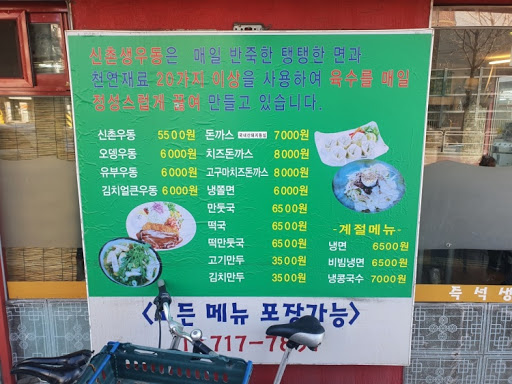 신촌생우동은 매일 반죽한 탱탱한 면과
천연재료 20가지 이상을 사용하여 육수를 매일
정성스럽게 끓여 만들고 있습니다.
신촌우동 5500원
오뎅우동 6000원
유부우동 6000원
김치얼큰우동 6000원
돈까스 7000원
치즈돈까스 8000원
고구마치즈돈까스 8000원
냉쫄면 6000원
만둣국 6500원
떡국 6500원
떡만둣국 6500원
고기만두 3500원
김치만두 3500원
-계절메뉴-
냉면 6500원
비빔냉면 6500원
냉콩국수 7000원
든 메뉴 포장가능>
717-78
즉석생